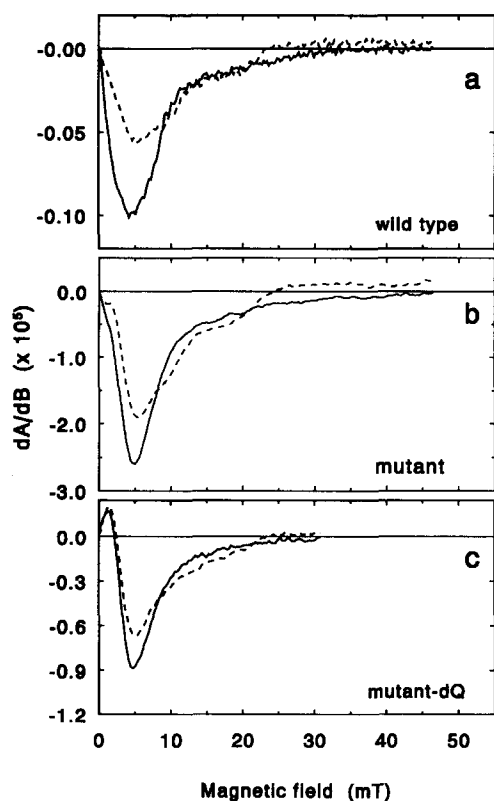 -0.00
a
-0.05
-0.10
wild type
0.0
b
-1.0
-2.0
mutant
-3.0
dA/dB (x 10⁵)
0.0
c
-0.3
-0.6
-0.9
mutant-dQ
-1.2
0 10 20 30 40 50
Magnetic field (mT)